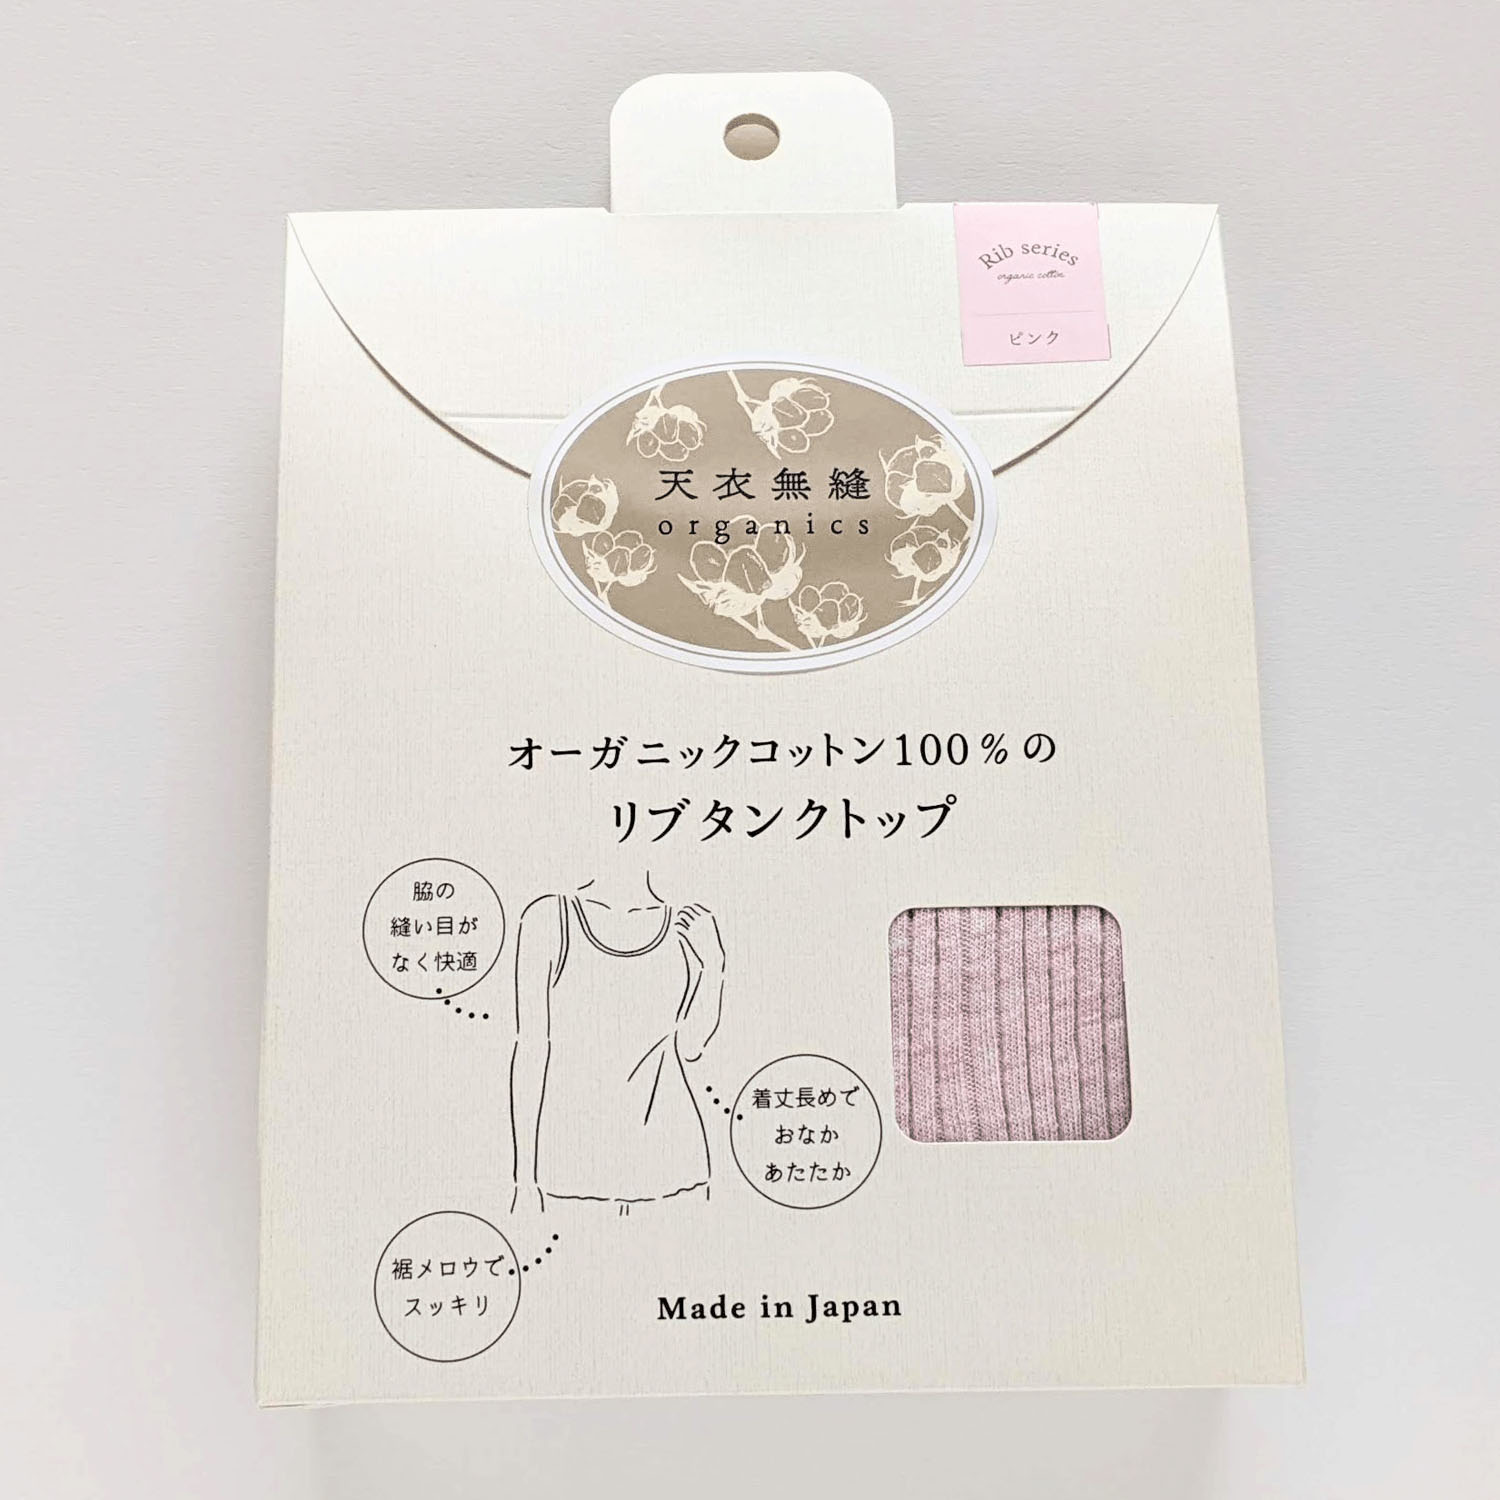 Rib series
organic cotton
ピンク
天衣無縫
organics
オーガニックコットン100%の
リブタンクトップ
脇の
縫い目が
なく快適
着丈長めで
おなか
あたたか
裾メロウで
スッキリ
Made in Japan